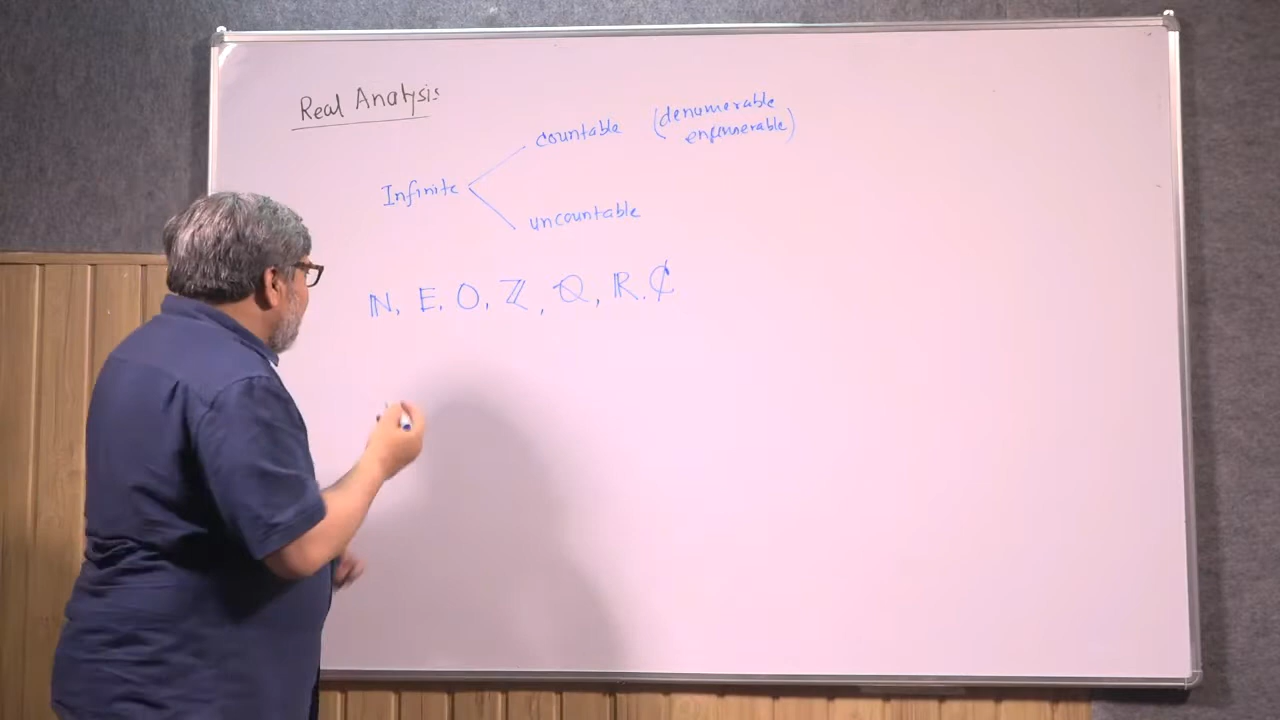 Real Analysis
countable (denumerable
enumerable)
Infinite
uncountable
ℕ, E, O, ℤ, ℚ, ℝ, ℂ